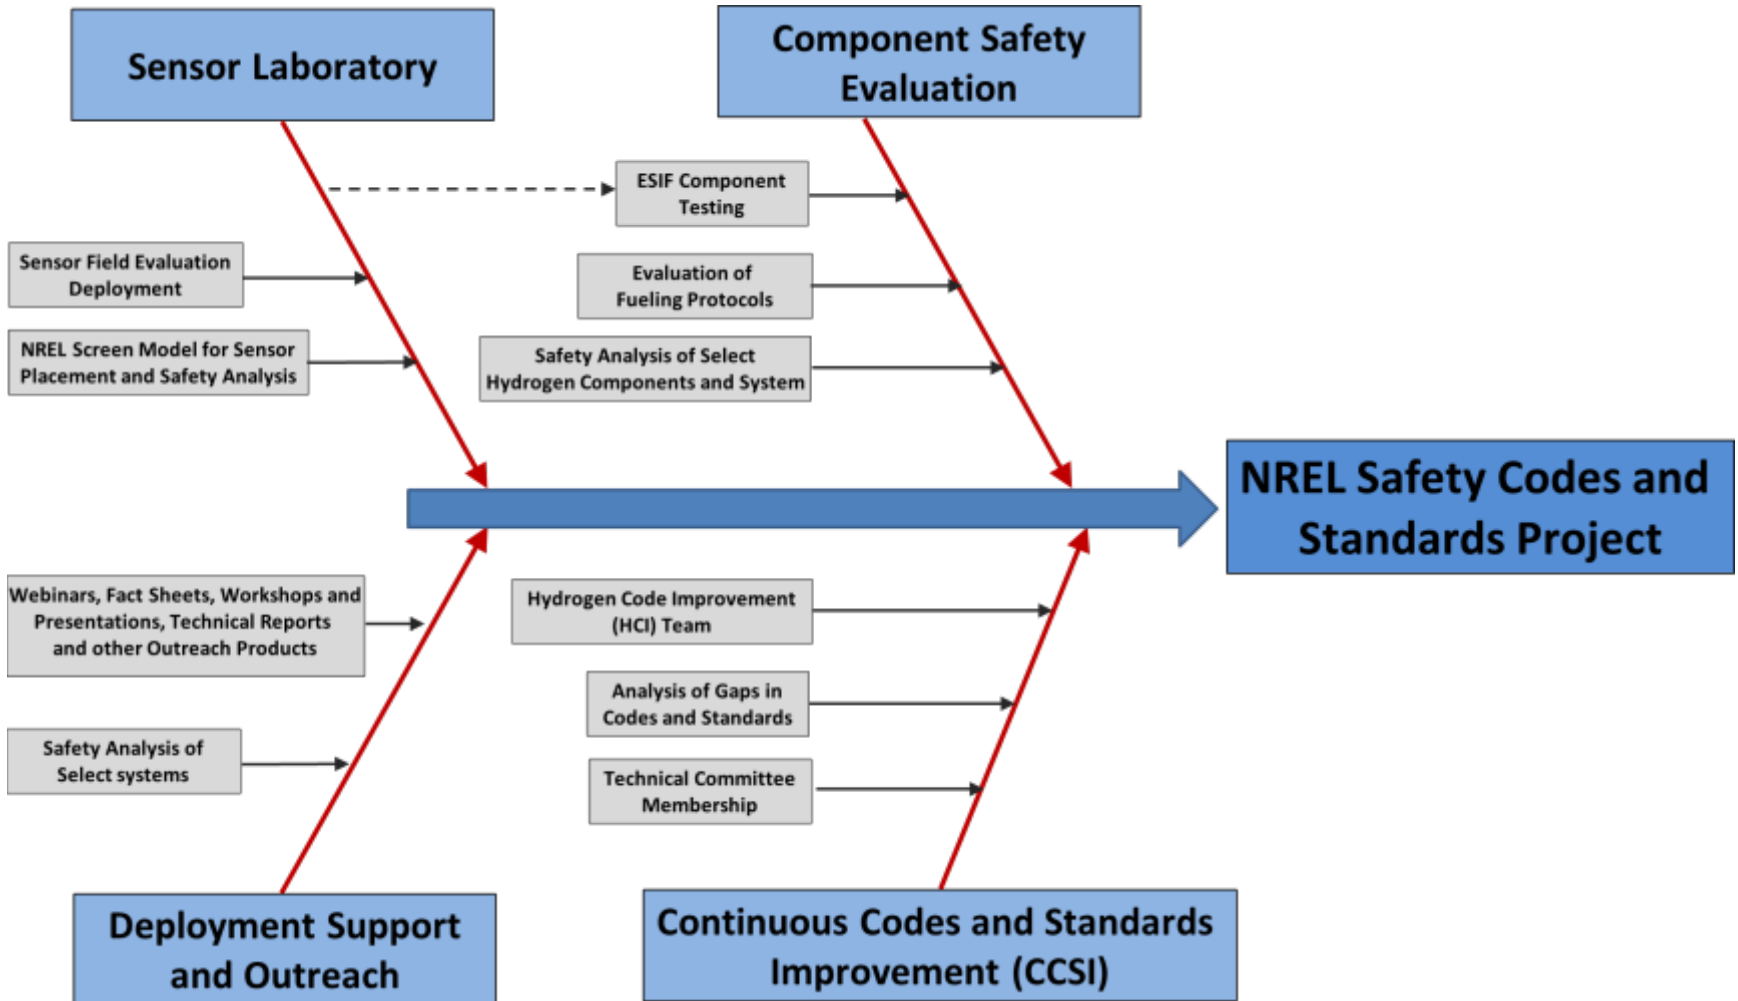 Sensor Laboratory
Component Safety
Evaluation
ESIF Component
Testing
Sensor Field Evaluation
Deployment
Evaluation of
Fueling Protocols
NREL Screen Model for Sensor
Placement and Safety Analysis
Safety Analysis of Select
Hydrogen Components and System
NREL Safety Codes and
Standards Project
Webinars, Fact Sheets, Workshops and
Presentations, Technical Reports
and other Outreach Products
Hydrogen Code Improvement
(HCI) Team
Analysis of Gaps in
Codes and Standards
Safety Analysis of
Select systems
Technical Committee
Membership
Deployment Support
and Outreach
Continuous Codes and Standards
Improvement (CCSI)